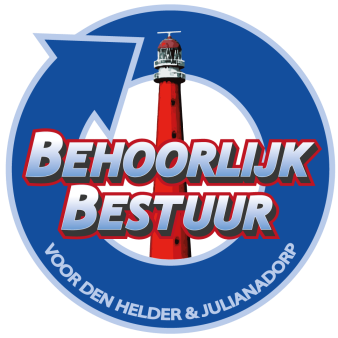 BEHOORLIJK
BESTUUR
VOOR DEN HELDER & JULIANADORP